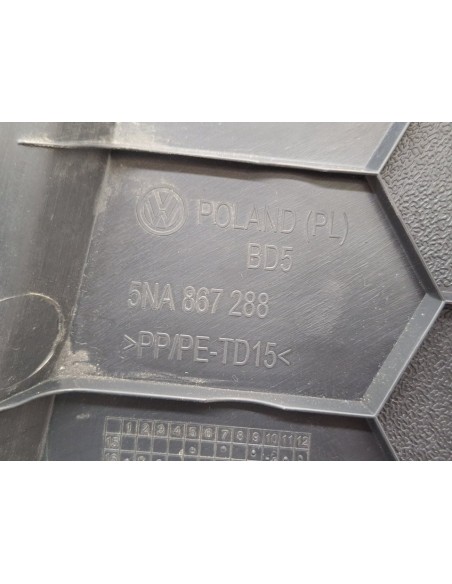 POLAND (PL)
BD5
5NA 867 288
>PP/PE-TD15<
1 2 3 4 5 6 7 8 9 10 11 12
15